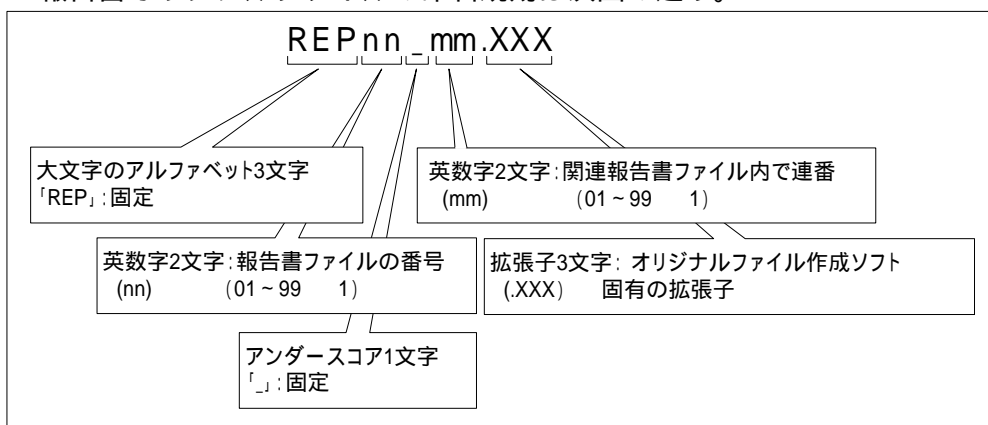 REPnn_mm.XXX
大文字のアルファベット3文字
「REP」:固定
英数字2文字:関連報告書ファイル内で連番
(mm) (01~99 1)
英数字2文字:報告書ファイルの番号
(nn) (01~99 1)
拡張子3文字: オリジナルファイル作成ソフト
(.XXX) 固有の拡張子
アンダースコア1文字
「_」:固定